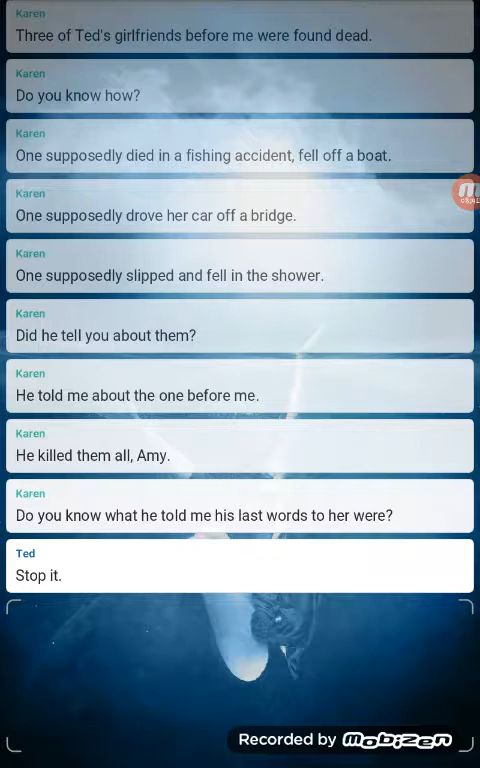 Karen
Three of Ted's girlfriends before me were found dead.
Karen
Do you know how?
Karen
One supposedly died in a fishing accident, fell off a boat.
Karen
One supposedly drove her car off a bridge.
Karen
One supposedly slipped and fell in the shower.
Karen
Did he tell you about them?
Karen
He told me about the one before me.
Karen
He killed them all, Amy.
Karen
Do you know what he told me his last words to her were?
Ted
Stop it.
Recorded by mobizen